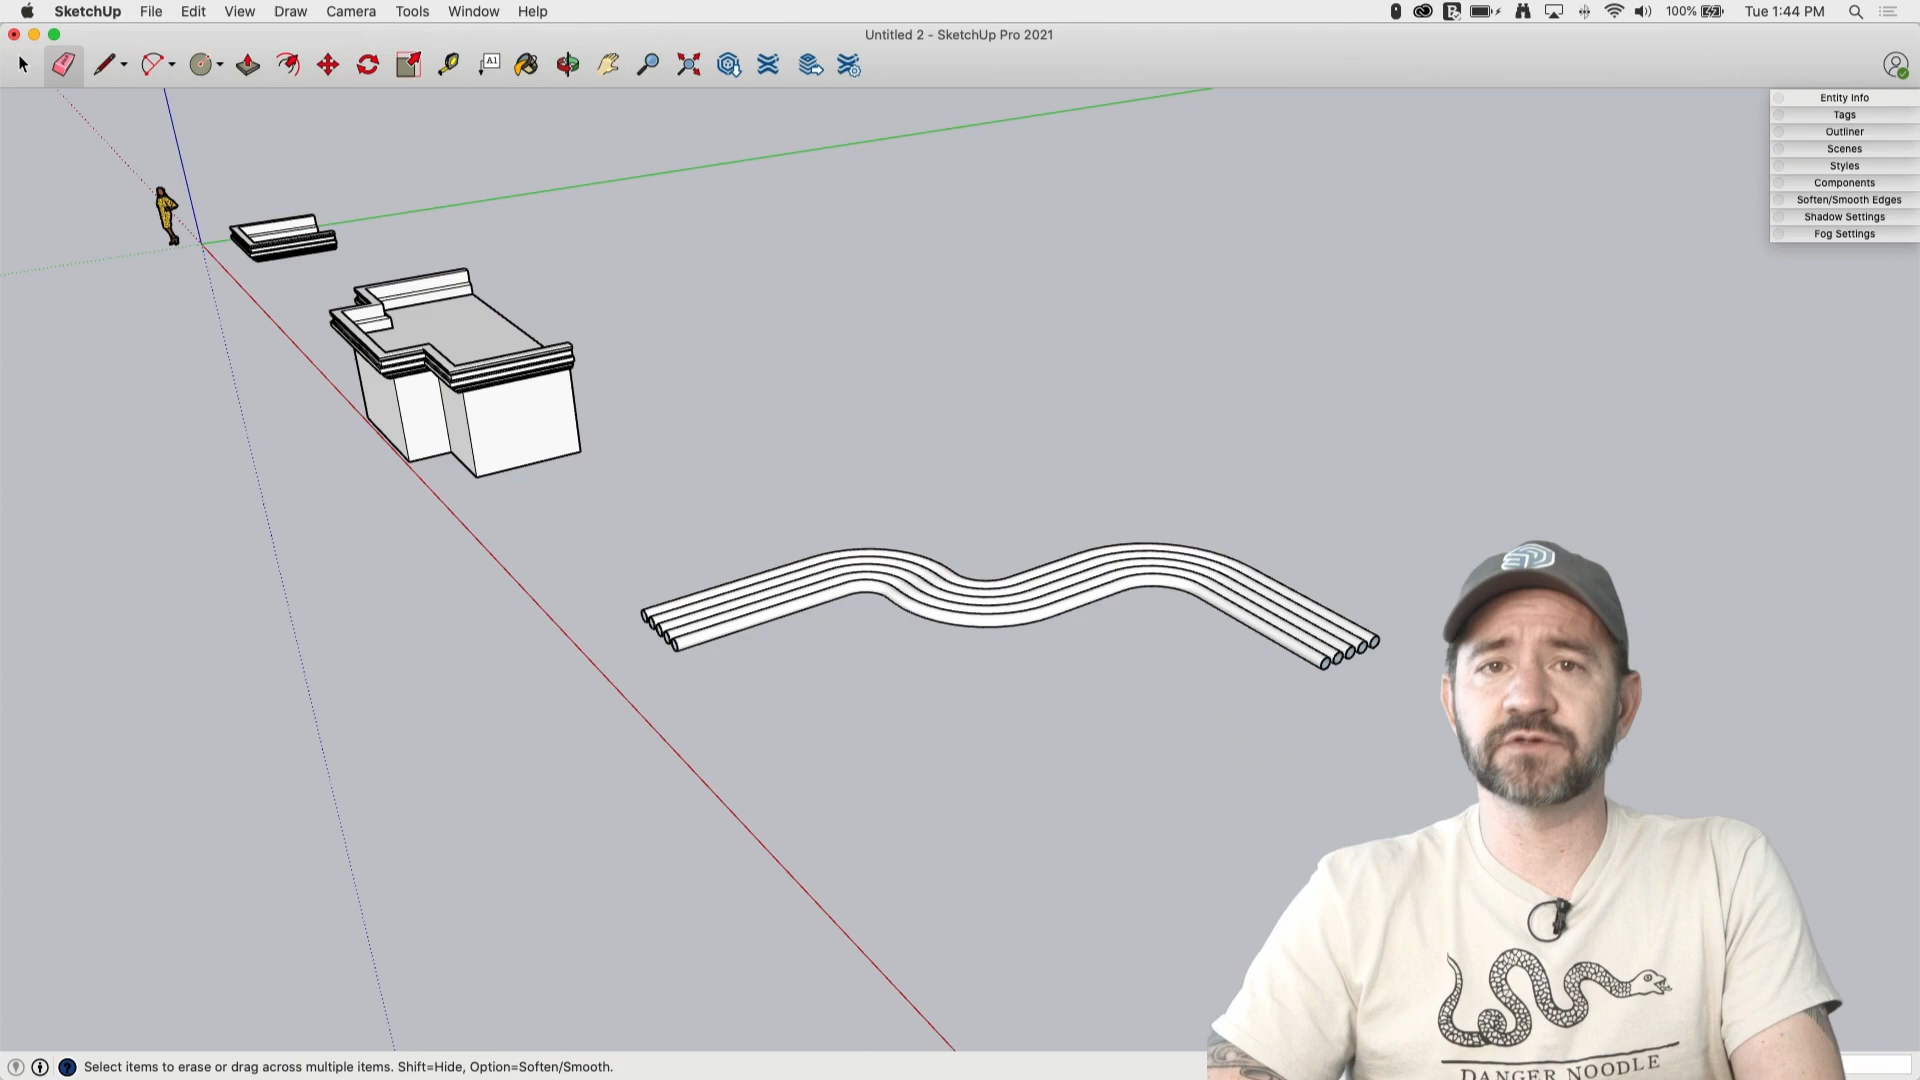 SketchUp File Edit View Draw Camera Tools Window Help 100% Tue 1:44 PM
Untitled 2 - SketchUp Pro 2021
A1
Entity Info
Tags
Outliner
Scenes
Styles
Components
Soften/Smooth Edges
Shadow Settings
Fog Settings
Select items to erase or drag across multiple items. Shift=Hide, Option=Soften/Smooth.
DANGER NOODLE